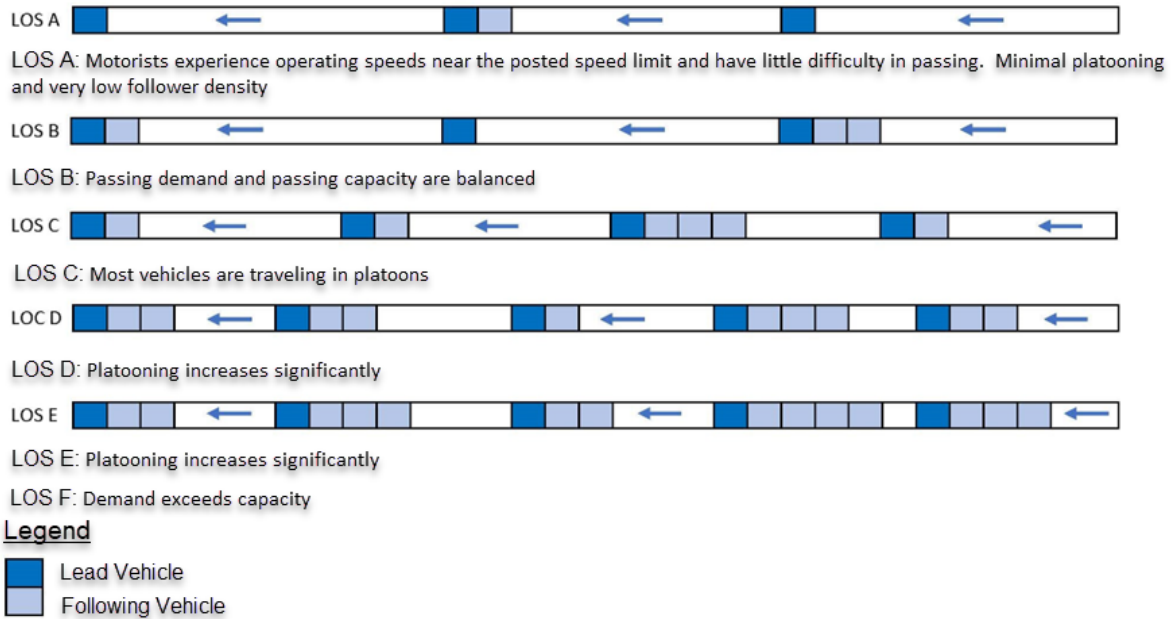 LOS A
LOS A: Motorists experience operating speeds near the posted speed limit and have little difficulty in passing. Minimal platooning
and very low follower density
LOS B
LOS B: Passing demand and passing capacity are balanced
LOS C
LOS C: Most vehicles are traveling in platoons
LOC D
LOS D: Platooning increases significantly
LOS E
LOS E: Platooning increases significantly
LOS F: Demand exceeds capacity
Legend
Lead Vehicle
Following Vehicle